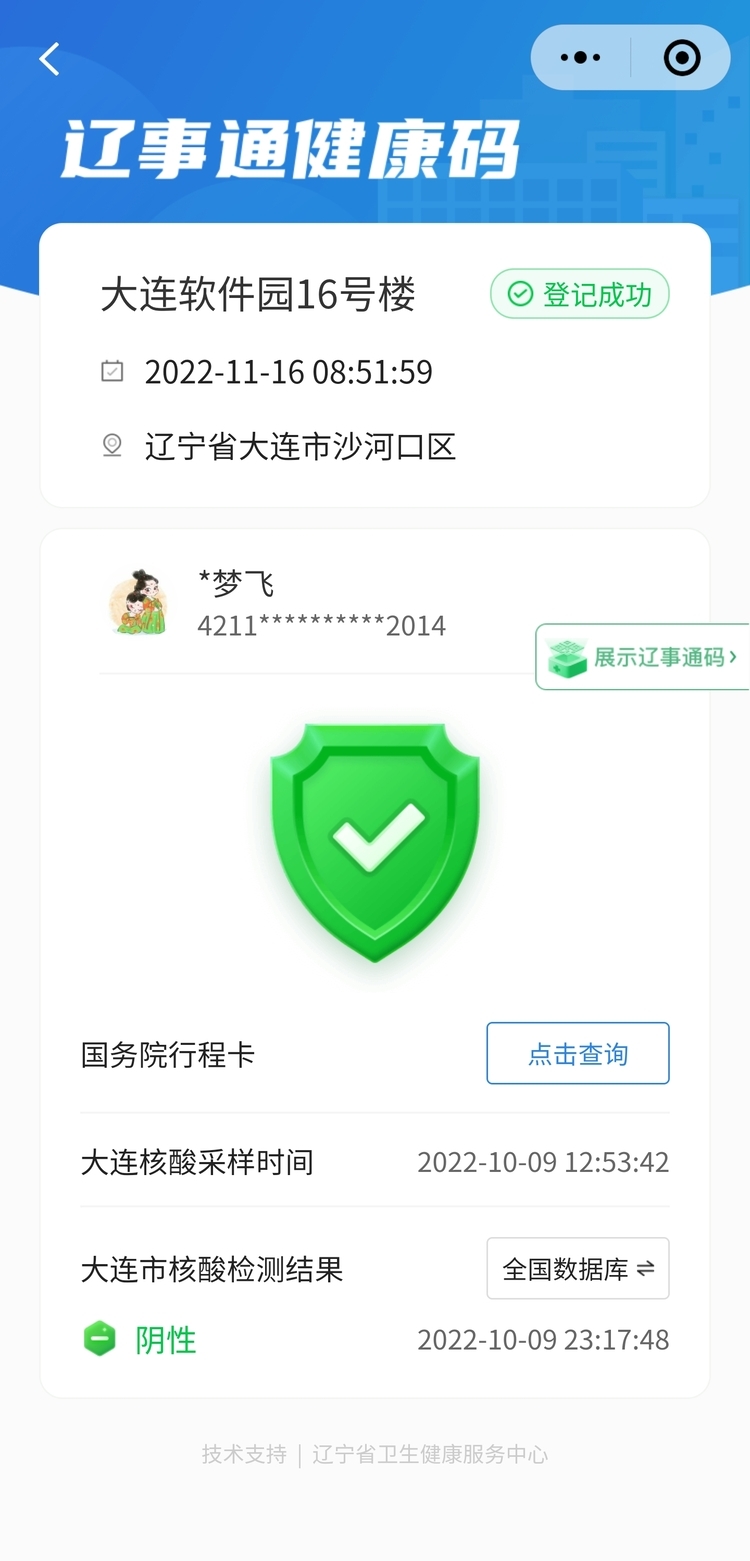 辽事通健康码
大连软件园16号楼
登记成功
2022-11-16 08:51:59
辽宁省大连市沙河口区
*梦飞
4211**********2014
展示辽事通码
国务院行程卡
点击查询
大连核酸采样时间
2022-10-09 12:53:42
大连市核酸检测结果
全国数据库
阴性
2022-10-09 23:17:48
技术支持 | 辽宁省卫生健康服务中心